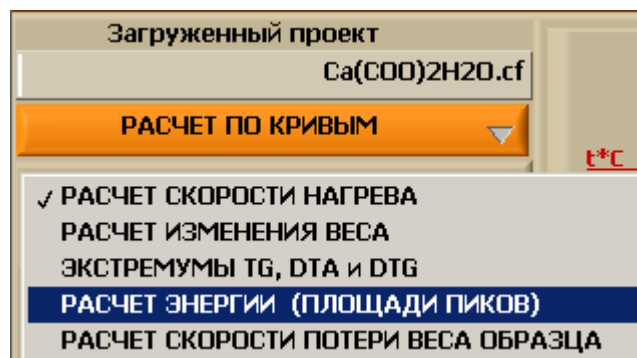 Загруженный проект
Ca(COO)2H2O.cf
РАСЧЕТ ПО КРИВЫМ
t*C
✓ РАСЧЕТ СКОРОСТИ НАГРЕВА
РАСЧЕТ ИЗМЕНЕНИЯ ВЕСА
ЭКСТРЕМУМЫ TG, DTA и DTG
РАСЧЕТ ЭНЕРГИИ (ПЛОЩАДИ ПИКОВ)
РАСЧЕТ СКОРОСТИ ПОТЕРИ ВЕСА ОБРАЗЦА